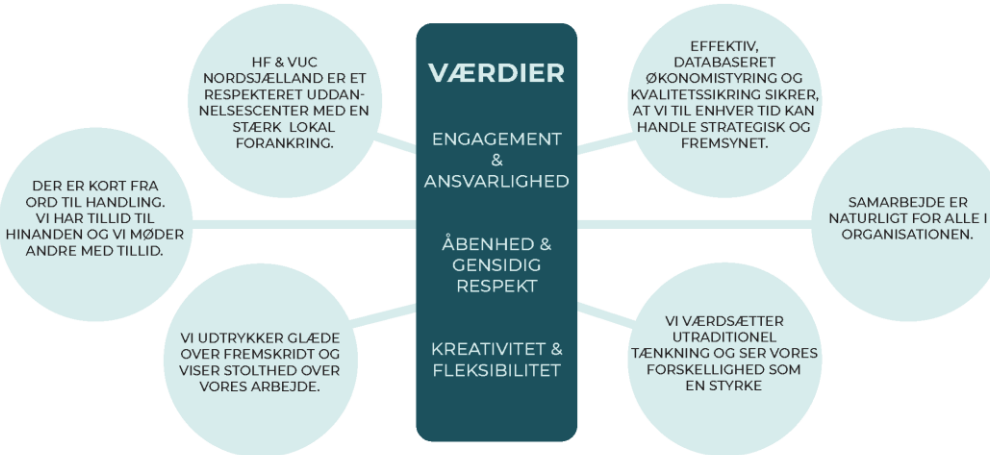 VÆRDIER
ENGAGEMENT
&
ANSVARLIGHED
ÅBENHED &
GENSIDIG
RESPEKT
KREATIVITET &
FLEKSIBILITET
HF & VUC
NORDSJÆLLAND ER ET
RESPEKTERET UDDAN-
NELSESCENTER MED EN
STÆRK LOKAL
FORANKRING.
EFFEKTIV,
DATABASERET
ØKONOMISTYRING OG
KVALITETSSIKRING SIKRER,
AT VI TIL ENHVER TID KAN
HANDLE STRATEGISK OG
FREMSYNET.
DER ER KORT FRA
ORD TIL HANDLING.
VI HAR TILLID TIL
HINANDEN OG VI MØDER
ANDRE MED TILLID.
SAMARBEJDE ER
NATURLIGT FOR ALLE I
ORGANISATIONEN.
VI UDTRYKKER GLÆDE
OVER FREMSKRIDT OG
VISER STOLTHED OVER
VORES ARBEJDE.
VI VÆRDSÆTTER
UTRADITIONEL
TÆNKNING OG SER VORES
FORSKELLIGHED SOM
EN STYRKE